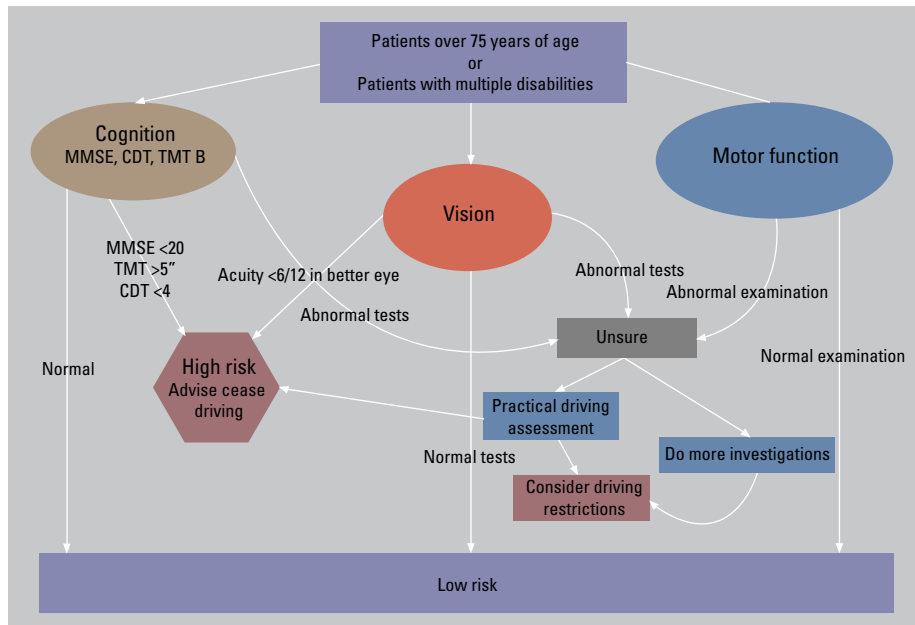 Patients over 75 years of age
or
Patients with multiple disabilities
Cognition
MMSE, CDT, TMT B
Motor function
Vision
MMSE <20
TMT >5”
CDT <4
Acuity <6/12 in better eye
Abnormal tests
Abnormal tests
Abnormal examination
Unsure
Normal
High risk
Advise cease
driving
Normal examination
Practical driving
assessment
Normal tests
Do more investigations
Consider driving
restrictions
Low risk